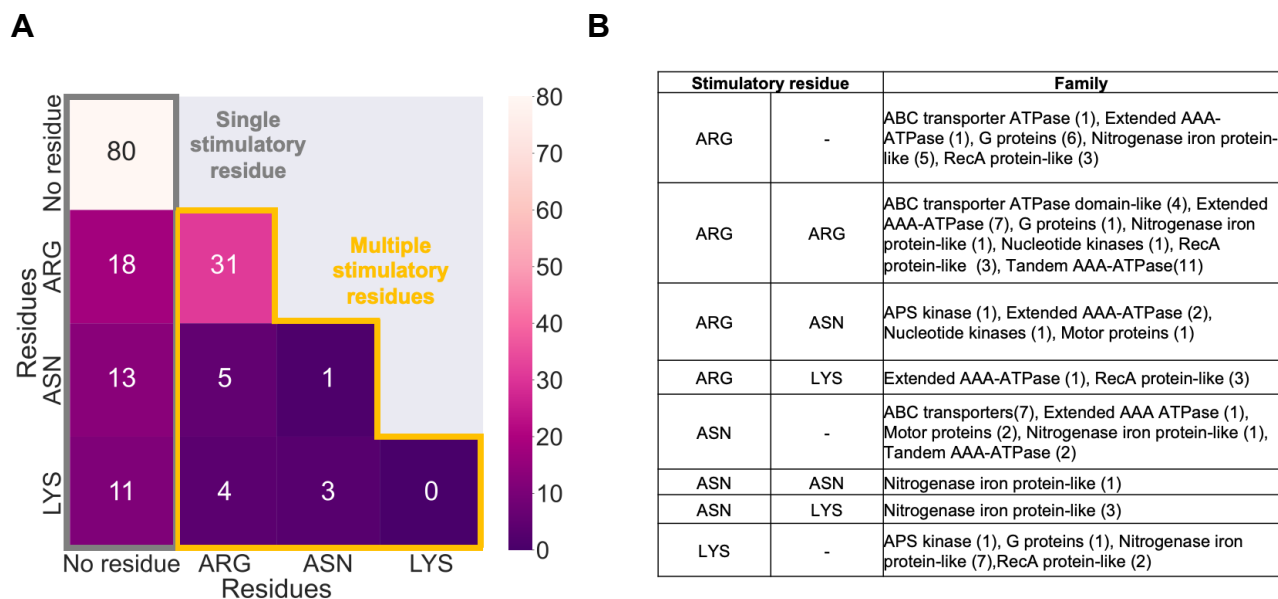 A
B
No residue
ARG
ASN
LYS
Residues
80
18
31
13
5
1
11
4
3
0
Single
stimulatory
residue
Multiple
stimulatory
residues
No residue
ARG
ASN
LYS
Residues
80
70
60
50
40
30
20
10
0
Stimulatory residue
Family
ARG
-
ABC transporter ATPase (1), Extended AAA-
ATPase (1), G proteins (6), Nitrogenase iron protein-
like (5), RecA protein-like (3)
ARG
ARG
ABC transporter ATPase domain-like (4), Extended
AAA-ATPase (7), G proteins (1), Nitrogenase iron
protein-like (1), Nucleotide kinases (1), RecA
protein-like (3), Tandem AAA-ATPase(11)
ARG
ASN
APS kinase (1), Extended AAA-ATPase (2),
Nucleotide kinases (1), Motor proteins (1)
ARG
LYS
Extended AAA-ATPase (1), RecA protein-like (3)
ASN
-
ABC transporters(7), Extended AAA ATPase (1),
Motor proteins (2), Nitrogenase iron protein-like (1),
Tandem AAA-ATPase (2)
ASN
ASN
Nitrogenase iron protein-like (1)
ASN
LYS
Nitrogenase iron protein-like (3)
LYS
-
APS kinase (1), G proteins (1), Nitrogenase iron
protein-like (7),RecA protein-like (2)